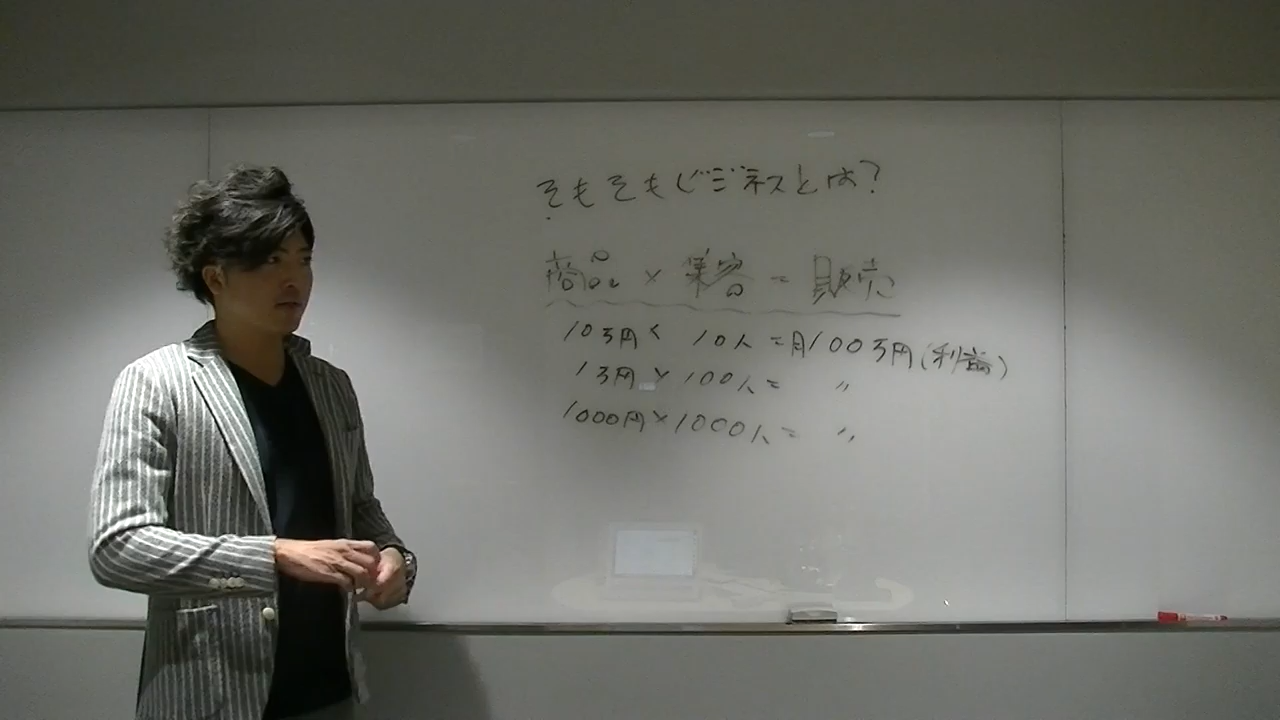 そもそもビジネスとは?
商品 × 集客 = 販売
10万円 × 10人 = 月100万円(利益)
1万円 × 100人 = 〃
1000円 × 1000人 = 〃